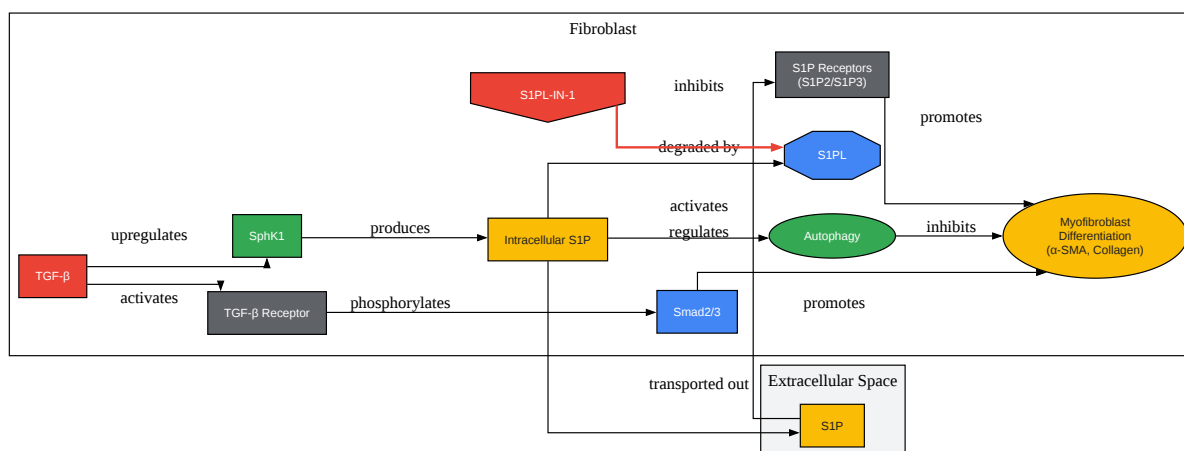 Fibroblast
S1P Receptors
(S1P2/S1P3)
inhibits
S1PL-IN-1
promotes
degraded by
S1PL
activates
regulates
SphK1
produces
upregulates
Intracellular S1P
Autophagy
inhibits
Myofibroblast
Differentiation
(α-SMA, Collagen)
TGF-β
activates
TGF-β Receptor
phosphorylates
Smad2/3
promotes
transported out
Extracellular Space
S1P